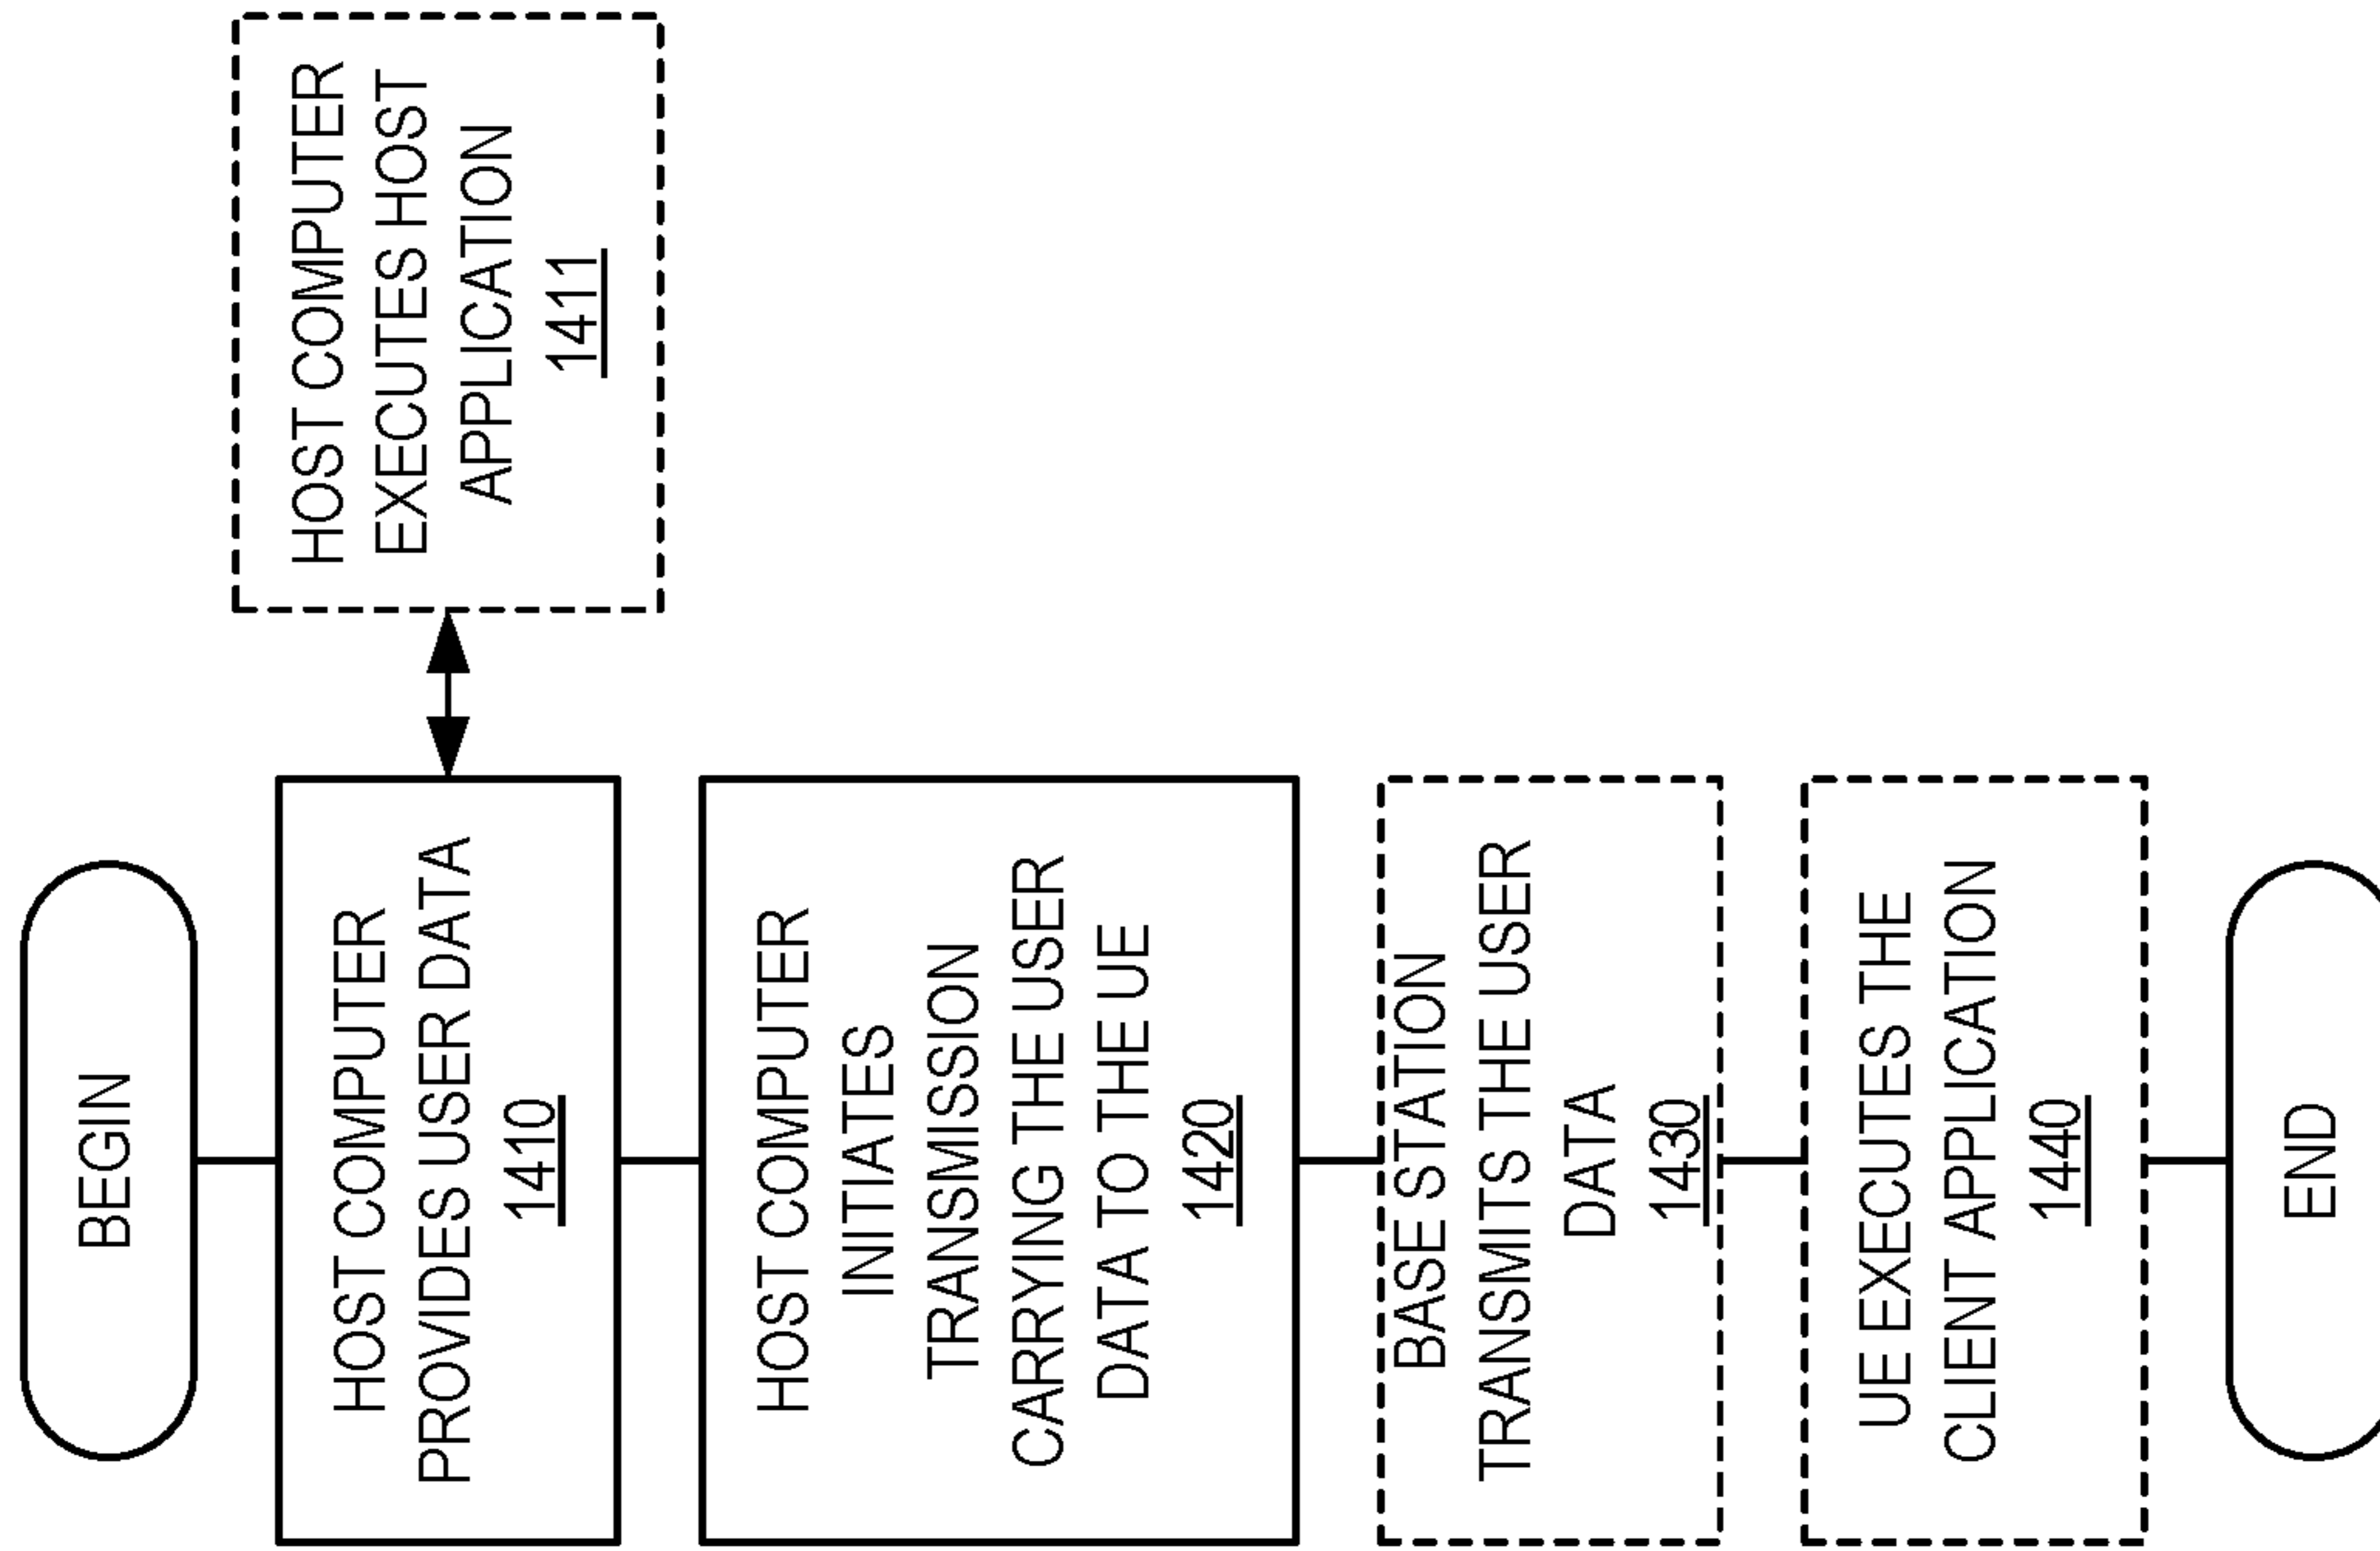 BEGIN
HOST COMPUTER
PROVIDES USER DATA
1410
HOST COMPUTER
EXECUTES HOST
APPLICATION
1411
HOST COMPUTER
INITIATES
TRANSMISSION
CARRYING THE USER
DATA TO THE UE
1420
BASE STATION
TRANSMITS THE USER
DATA
1430
UE EXECUTES THE
CLIENT APPLICATION
1440
END